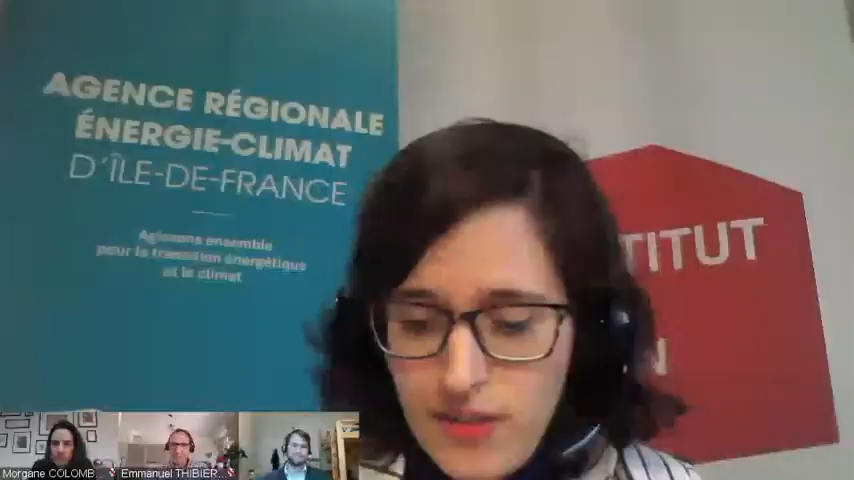 AGENCE RÉGIONALE
ÉNERGIE-CLIMAT
D'ÎLE-DE-FRANCE
Agissons ensemble
pour la transition énergétique
et le climat
TITUT
N
Morgane COLOMB...
Emmanuel THIBIER...